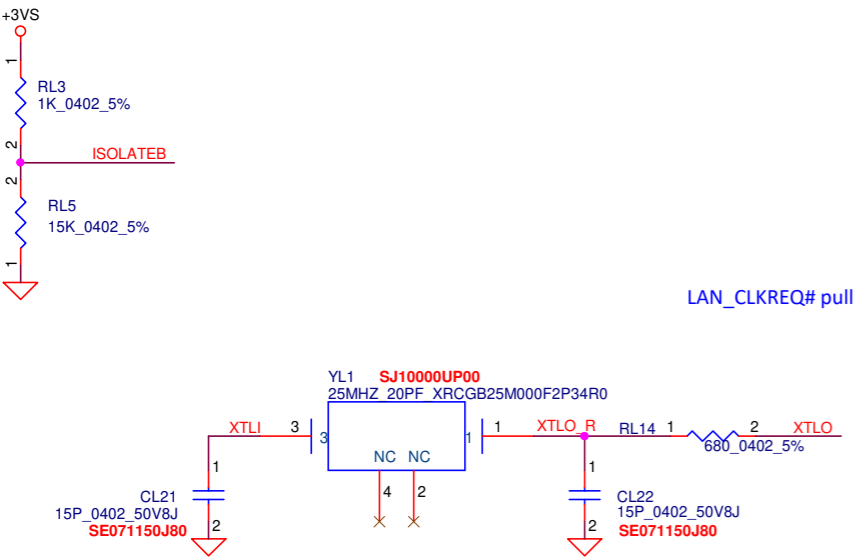 +3VS
1
RL3
1K_0402_5%
2
ISOLATEB
2
RL5
15K_0402_5%
1
LAN_CLKREQ# pull
YL1 SJ10000UP00
25MHZ_20PF_XRCGB25M000F2P34R0
XTLI 3 3 1 1 XTLO_R RL14 1 2 XTLO
680_0402_5%
NC NC
4 2
1
CL21
15P_0402_50V8J
SE071150J80
2
1
CL22
15P_0402_50V8J
SE071150J80
2